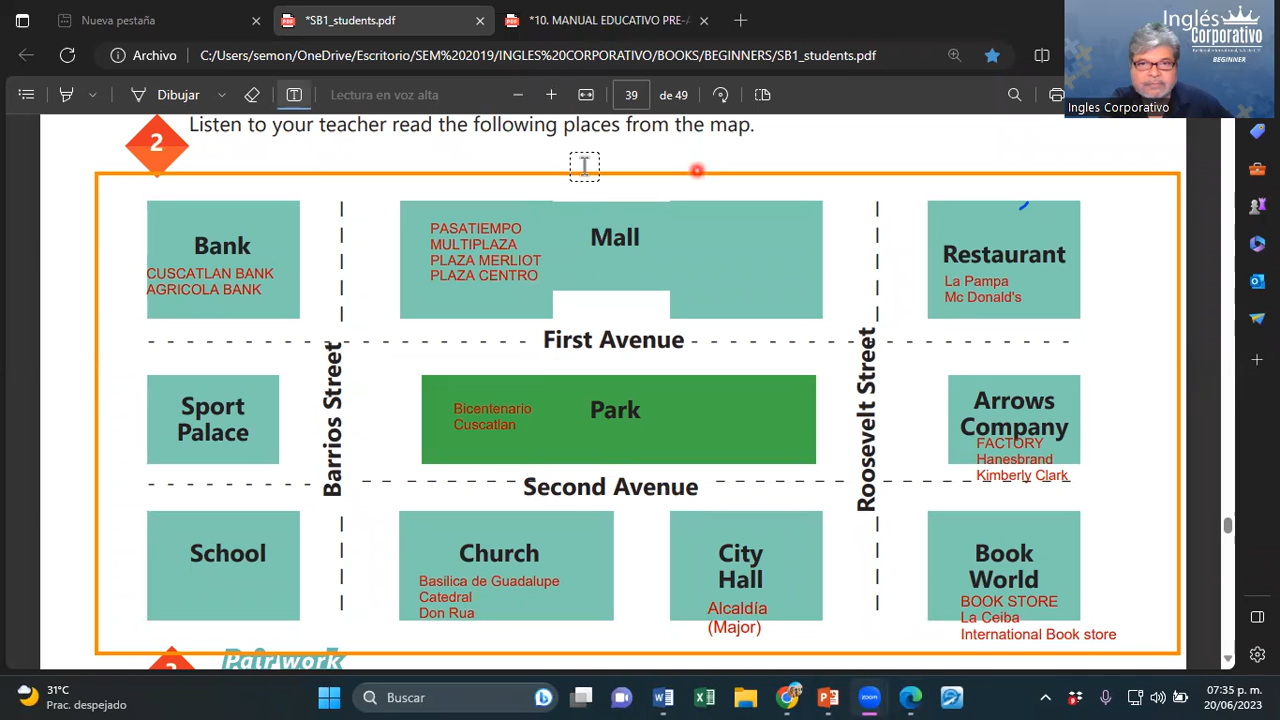 Nueva pestaña
*SB1_students.pdf
*10. MANUAL EDUCATIVO PRE-A
Archivo
C:/Users/semon/OneDrive/Escritorio/SEM%202019/INGLES%20CORPORATIVO/BOOKS/BEGINNERS/SB1_students.pdf
Dibujar
Lectura en voz alta
39
de 49
Inglés
Corporativo
BEGINNER
Ingles Corporativo
2
Listen to your teacher read the following places from the map.
Bank
CUSCATLAN BANK
AGRICOLA BANK
PASATIEMPO
MULTIPLAZA
PLAZA MERLIOT
PLAZA CENTRO
Mall
Restaurant
La Pampa
Mc Donald's
First Avenue
Barrios Street
Roosevelt Street
Sport
Palace
Bicentenario
Cuscatlan
Park
Arrows
Company
FACTORY
Hanesbrand
Kimberly Clark
Second Avenue
School
Church
Basilica de Guadalupe
Catedral
Don Rua
City
Hall
Alcaldía
(Major)
Book
World
BOOK STORE
La Ceiba
International Book store
3
Pair work
31°C
Prac. despejado
Buscar
07:35 p. m.
20/06/2023